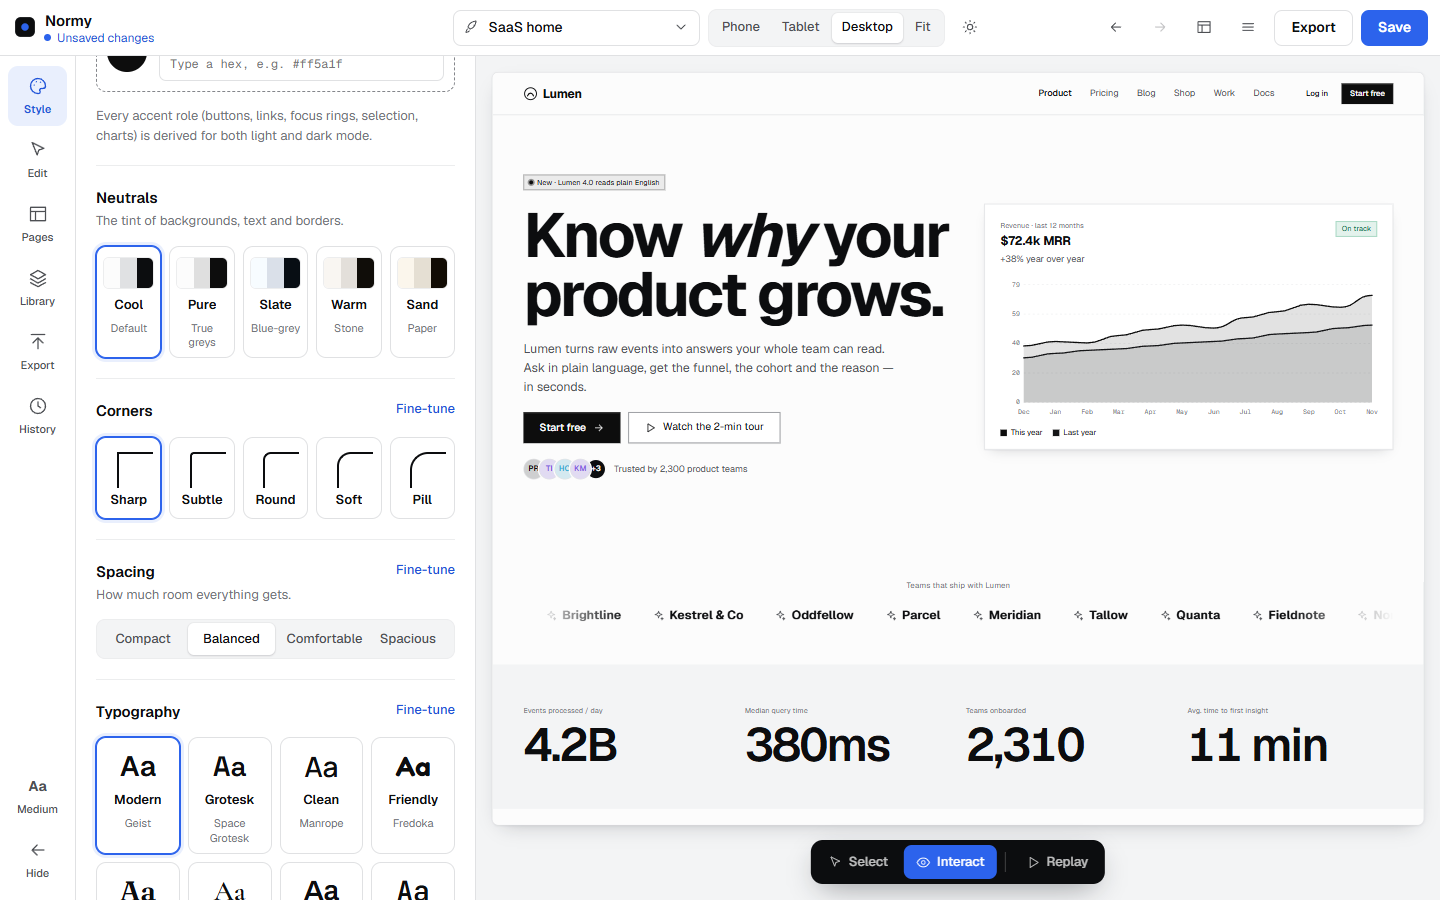 Normy
Unsaved changes
SaaS home
Phone Tablet Desktop Fit
Export
Save
Style
Edit
Pages
Library
Export
History
Aa
Medium
Hide
Type a hex, e.g. #ff5a1f
Every accent role (buttons, links, focus rings, selection,
charts) is derived for both light and dark mode.
Neutrals
The tint of backgrounds, text and borders.
Cool Pure Slate Warm Sand
Default True greys Blue-grey Stone Paper
Corners Fine-tune
Sharp Subtle Round Soft Pill
Spacing Fine-tune
How much room everything gets.
Compact Balanced Comfortable Spacious
Typography Fine-tune
Aa Aa Aa Aa
Modern Grotesk Clean Friendly
Geist Space Grotesk Manrope Fredoka
Aa Aa Aa Aa
Lumen
Product Pricing Blog Shop Work Docs Log in Start free
New · Lumen 4.0 reads plain English
Know why your
product grows.
Lumen turns raw events into answers your whole team can read.
Ask in plain language, get the funnel, the cohort and the reason —
in seconds.
Start free
Watch the 2-min tour
PR TI HC KM +3 Trusted by 2,300 product teams
Revenue · last 12 months
$72.4k MRR
+38% year over year
On track
79
59
40
20
0
Dec Jan Feb Mar Apr May Jun Jul Aug Sep Oct Nov
This year Last year
Teams that ship with Lumen
Brightline Kestrel & Co Oddfellow Parcel Meridian Tallow Quanta Fieldnote No
Events processed / day Median query time Teams onboarded Avg. time to first insight
4.2B 380ms 2,310 11 min
Select Interact Replay